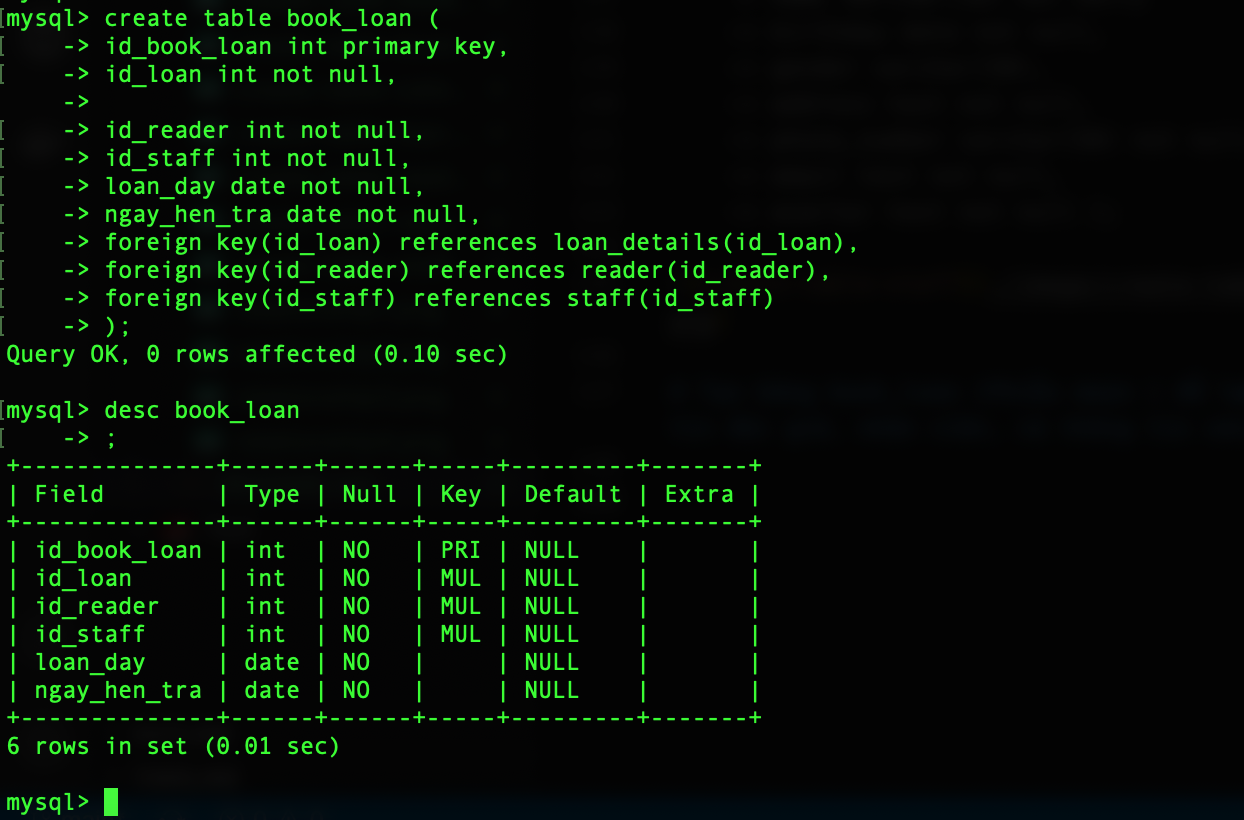 mysql> create table book_loan (
    -> id_book_loan int primary key,
    -> id_loan int not null,
    ->
    -> id_reader int not null,
    -> id_staff int not null,
    -> loan_day date not null,
    -> ngay_hen_tra date not null,
    -> foreign key(id_loan) references loan_details(id_loan),
    -> foreign key(id_reader) references reader(id_reader),
    -> foreign key(id_staff) references staff(id_staff)
    -> );
Query OK, 0 rows affected (0.10 sec)

mysql> desc book_loan
    -> ;
+--------------+------+------+-----+---------+-------+
| Field        | Type | Null | Key | Default | Extra |
+--------------+------+------+-----+---------+-------+
| id_book_loan | int  | NO   | PRI | NULL    |       |
| id_loan      | int  | NO   | MUL | NULL    |       |
| id_reader    | int  | NO   | MUL | NULL    |       |
| id_staff     | int  | NO   | MUL | NULL    |       |
| loan_day     | date | NO   |     | NULL    |       |
| ngay_hen_tra | date | NO   |     | NULL    |       |
+--------------+------+------+-----+---------+-------+
6 rows in set (0.01 sec)

mysql>